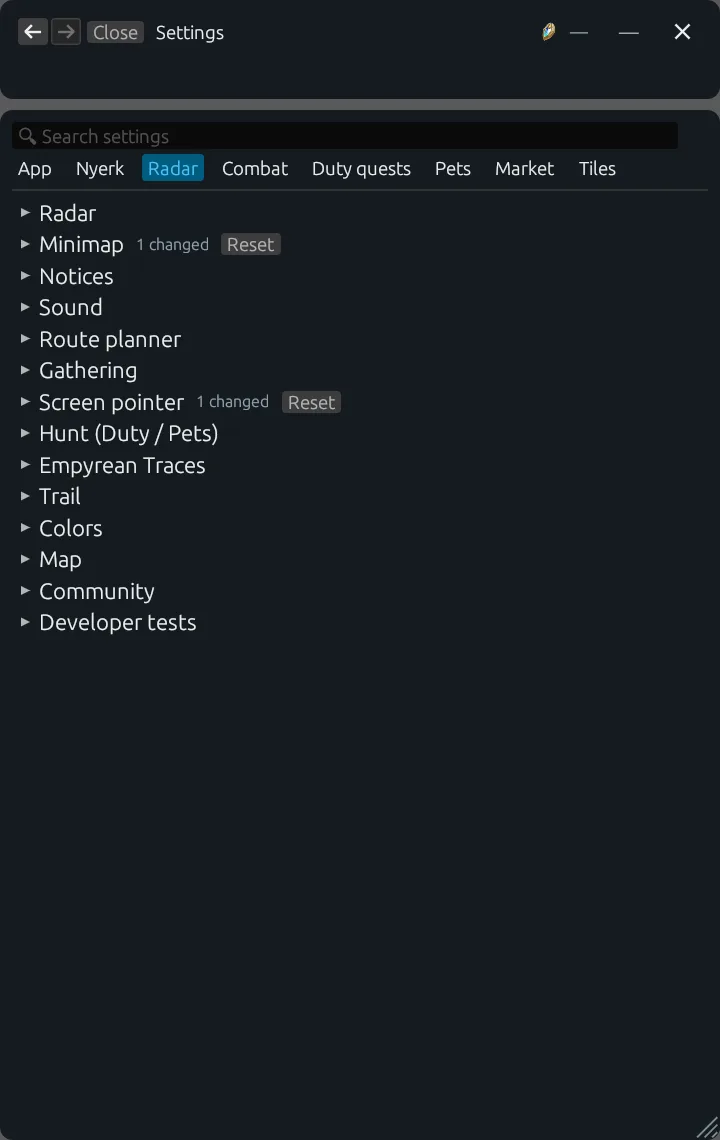 Close Settings
Search settings
App Nyerk Radar Combat Duty quests Pets Market Tiles
Radar
Minimap 1 changed Reset
Notices
Sound
Route planner
Gathering
Screen pointer 1 changed Reset
Hunt (Duty / Pets)
Empyrean Traces
Trail
Colors
Map
Community
Developer tests